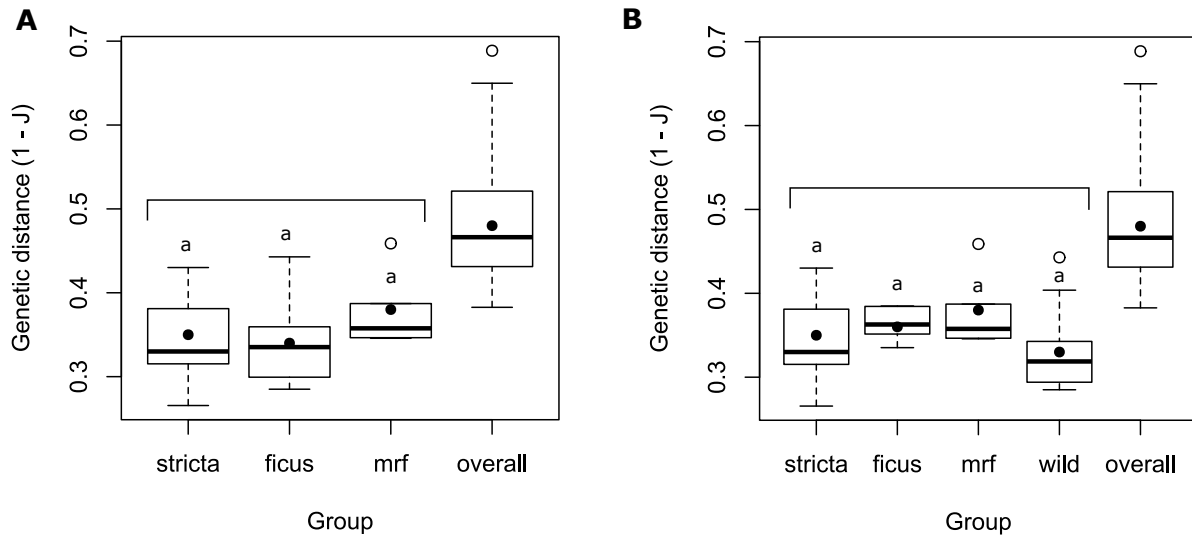 A
Genetic distance (1 - J)
0.7
0.6
0.5
0.4
0.3
a
a
a
stricta ficus mrf overall
Group
B
Genetic distance (1 - J)
0.7
0.6
0.5
0.4
0.3
a
a
a
a
stricta ficus mrf wild overall
Group